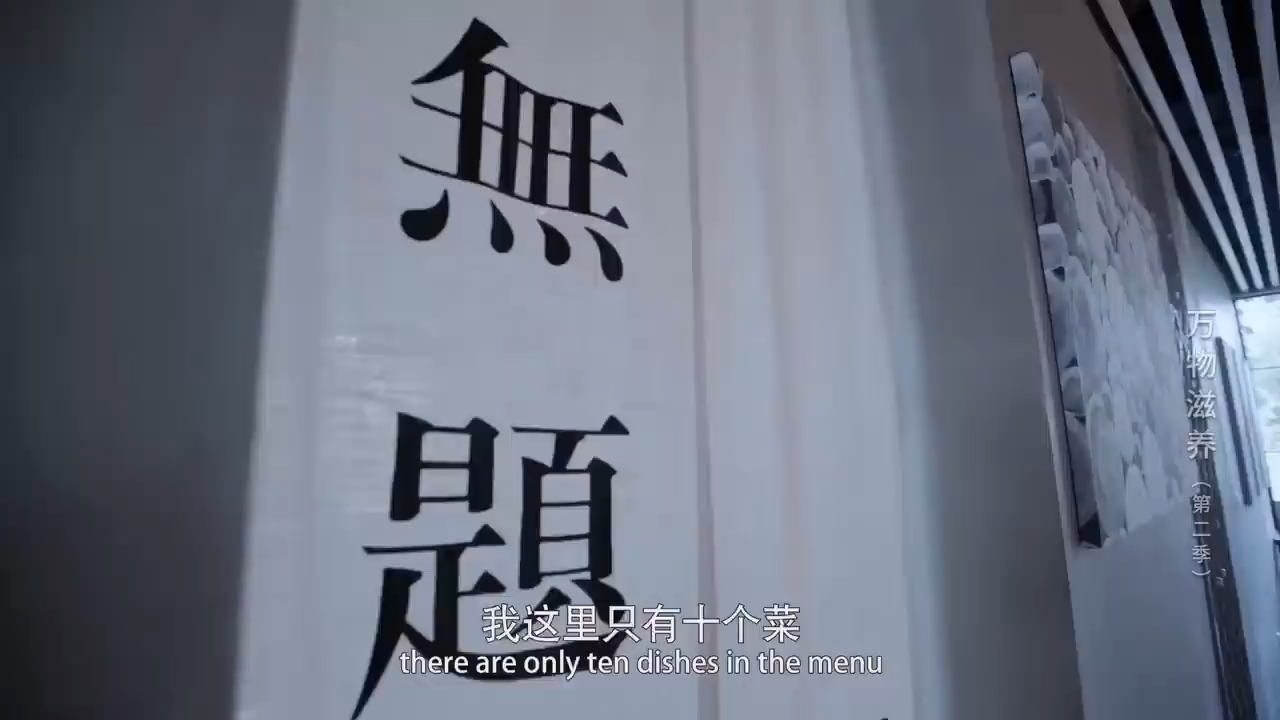 無題
万物滋养(第二季)
我这里只有十个菜
there are only ten dishes in the menu